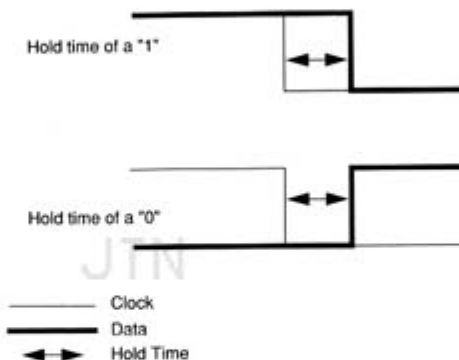 Hold time of a "1"
Hold time of a "0"
JTN
Clock
Data
Hold Time